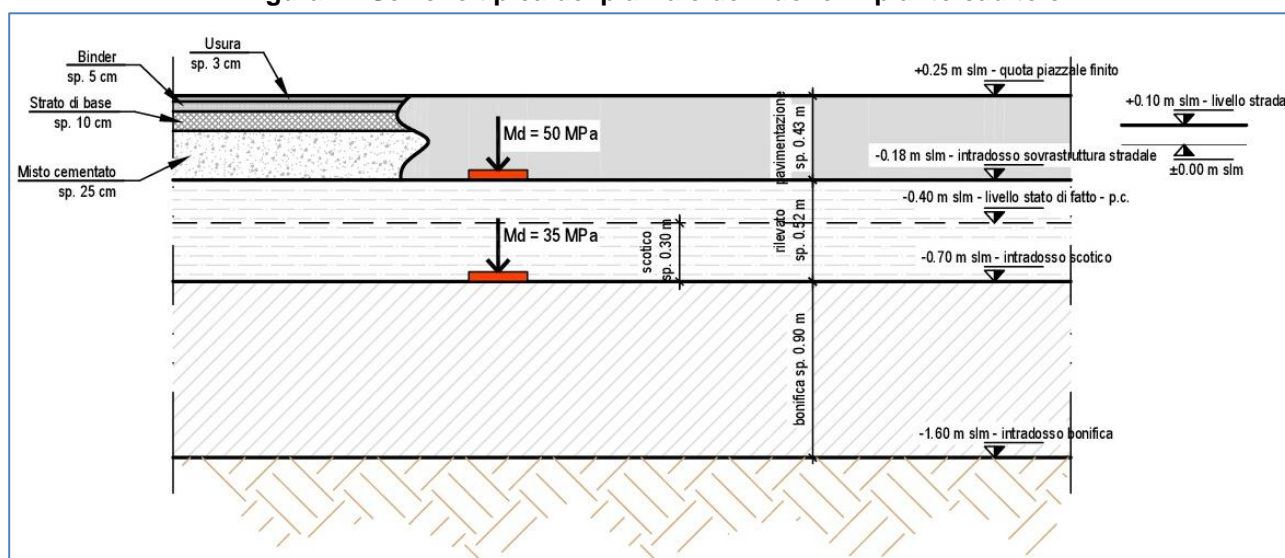 Usura
sp. 3 cm
Binder
sp. 5 cm
Strato di base
sp. 10 cm
Misto cementato
sp. 25 cm
Md = 50 MPa
Md = 35 MPa
scotico
sp. 0.30 m
pavimentazione
sp. 0.43 m
rilevato
sp. 0.52 m
bonifica sp. 0.90 m
+0.25 m slm - quota piazzale finito
+0.10 m slm - livello strada
-0.18 m slm - intradosso sovrastruttura stradale
±0.00 m slm
-0.40 m slm - livello stato di fatto - p.c.
-0.70 m slm - intradosso scotico
-1.60 m slm - intradosso bonifica